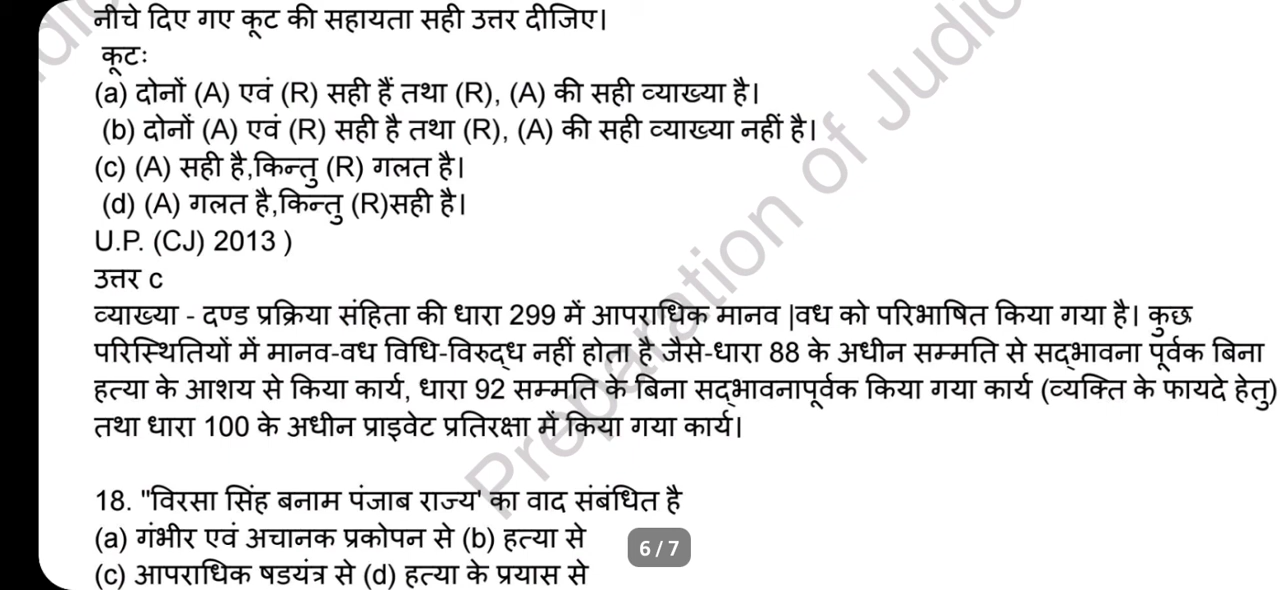 नीचे दिए गए कूट की सहायता सही उत्तर दीजिए।
कूटः
(a) दोनों (A) एवं (R) सही हैं तथा (R), (A) की सही व्याख्या है।
(b) दोनों (A) एवं (R) सही है तथा (R), (A) की सही व्याख्या नहीं है।
(c) (A) सही है,किन्तु (R) गलत है।
(d) (A) गलत है,किन्तु (R)सही है।
U.P. (CJ) 2013 )
उत्तर c
व्याख्या - दण्ड प्रक्रिया संहिता की धारा 299 में आपराधिक मानव |वध को परिभाषित किया गया है। कुछ
परिस्थितियों में मानव-वध विधि-विरुद्ध नहीं होता है जैसे-धारा 88 के अधीन सम्मति से सद्भावना पूर्वक बिना
हत्या के आशय से किया कार्य, धारा 92 सम्मति के बिना सद्भावनापूर्वक किया गया कार्य (व्यक्ति के फायदे हेतु)
तथा धारा 100 के अधीन प्राइवेट प्रतिरक्षा में किया गया कार्य।
18. "विरसा सिंह बनाम पंजाब राज्य' का वाद संबंधित है
(a) गंभीर एवं अचानक प्रकोपन से (b) हत्या से
(c) आपराधिक षडयंत्र से (d) हत्या के प्रयास से
6 / 7
Preparation of Judic